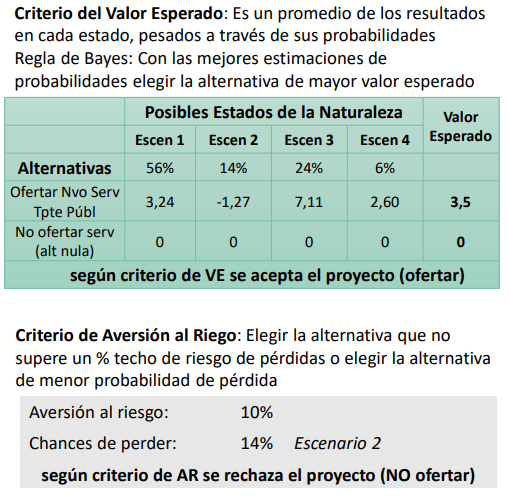 Criterio del Valor Esperado: Es un promedio de los resultados
en cada estado, pesados a través de sus probabilidades
Regla de Bayes: Con las mejores estimaciones de
probabilidades elegir la alternativa de mayor valor esperado
Posibles Estados de la Naturaleza Valor Esperado
Escen 1 Escen 2 Escen 3 Escen 4
Alternativas 56% 14% 24% 6%
Ofertar Nvo Serv
Tpte Públ 3,24 -1,27 7,11 2,60 3,5
No ofertar serv
(alt nula) 0 0 0 0 0
según criterio de VE se acepta el proyecto (ofertar)
Criterio de Aversión al Riego: Elegir la alternativa que no
supere un % techo de riesgo de pérdidas o elegir la alternativa
de menor probabilidad de pérdida
Aversión al riesgo: 10%
Chances de perder: 14% Escenario 2
según criterio de AR se rechaza el proyecto (NO ofertar)